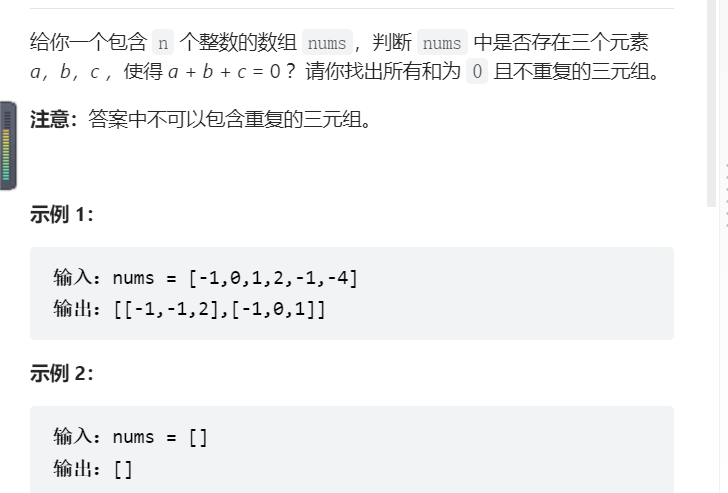 给你一个包含 n 个整数的数组 nums，判断 nums 中是否存在三个元素
a，b，c ，使得 a + b + c = 0？请你找出所有和为 0 且不重复的三元组。
注意：答案中不可以包含重复的三元组。
示例 1：
输入：nums = [-1,0,1,2,-1,-4]
输出：[[-1,-1,2],[-1,0,1]]
示例 2：
输入：nums = []
输出：[]